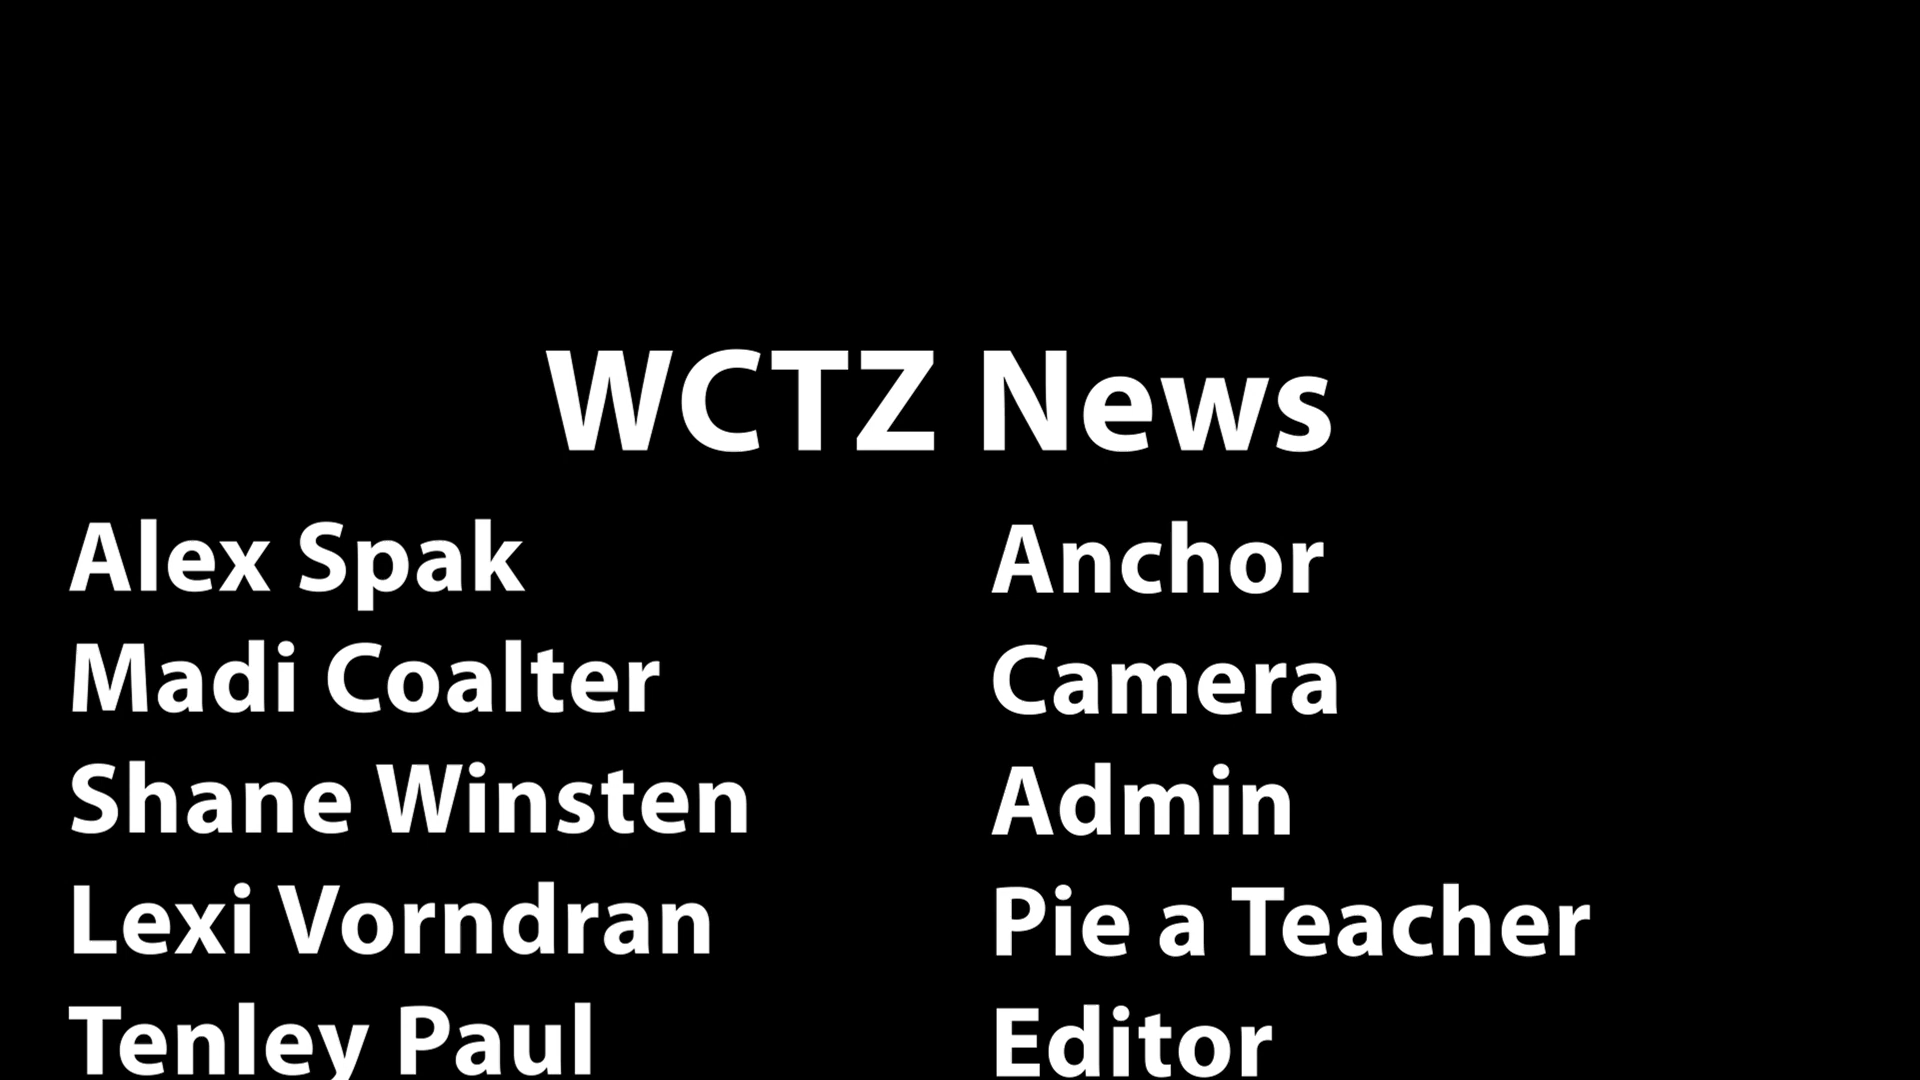 WCTZ News
Alex Spak Anchor
Madi Coalter Camera
Shane Winsten Admin
Lexi Vorndran Pie a Teacher
Tenley Paul Editor